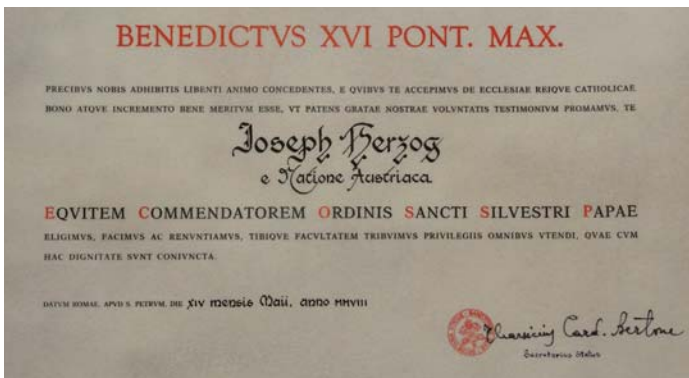 BENEDICTVS XVI PONT. MAX.
PRECIBVS NOBIS ADHIBITIS LIBENTI ANIMO CONCEDENTES, E QVIBVS TE ACCEPIMVS DE ECCLESIAE REIQVE CATHOLICAE
BONO ATQVE INCREMENTO BENE MERITVM ESSE, VT PATENS GRATAE NOSTRAE VOLVNTATIS TESTIMONIVM PROMAMVS, TE
Joseph Herzog
e Natione Austriaca
EQVITEM COMMENDATOREM ORDINIS SANCTI SILVESTRI PAPAE
ELIGIMVS, FACIMVS AC RENVNTIAMVS, TIBIQVE FACVLTATEM TRIBVIMVS PRIVILEGIIS OMNIBVS VTENDI, QVAE CVM
HAC DIGNITATE SVNT CONIVNCTA.
DATVM ROMAE, APVD S. PETRVM, DIE XIV mensis Maii, anno MMVIII
Tharsicius Card. Bertone
Secretarius Status